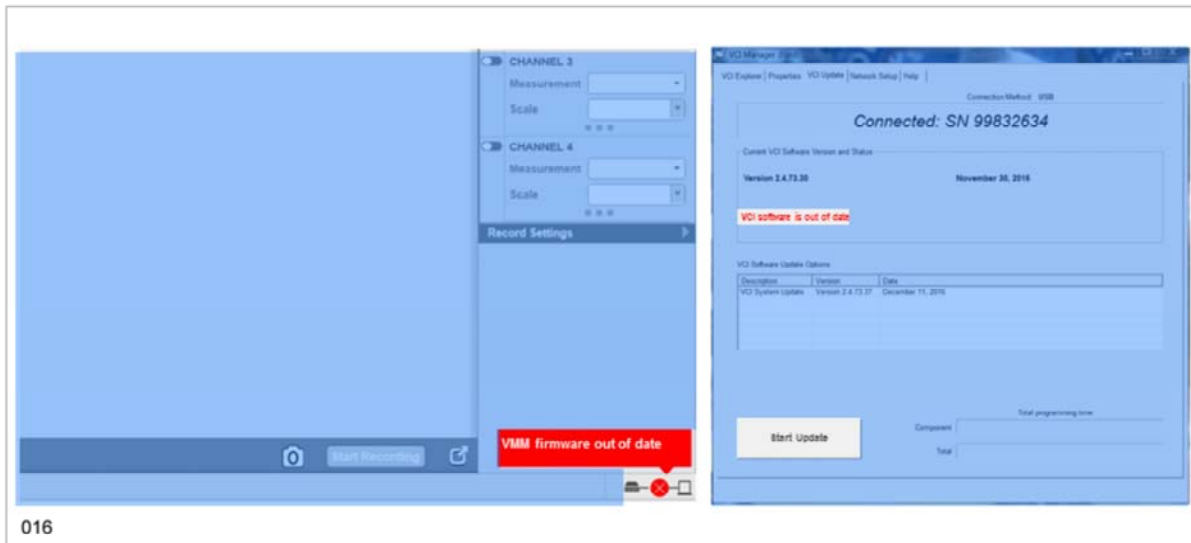 CHANNEL 3
Measurement
Scale
CHANNEL 4
Measurement
Scale
Record Settings
Start Recording
VMM firmware out of date
VCI Manager
VCI Explorer | Properties | VCI Update | Network Setup | Help |
Connection Method: USB
Connected: SN 99832634
Current VCI Software Version and Status
Version 2.4.73.30 November 30, 2016
VCI software is out of date
VCI Software Update Options
Description Version Date
VCI System Update Version 2.4.73.37 December 11, 2016
Total programming time
Start Update
Component
Total
016